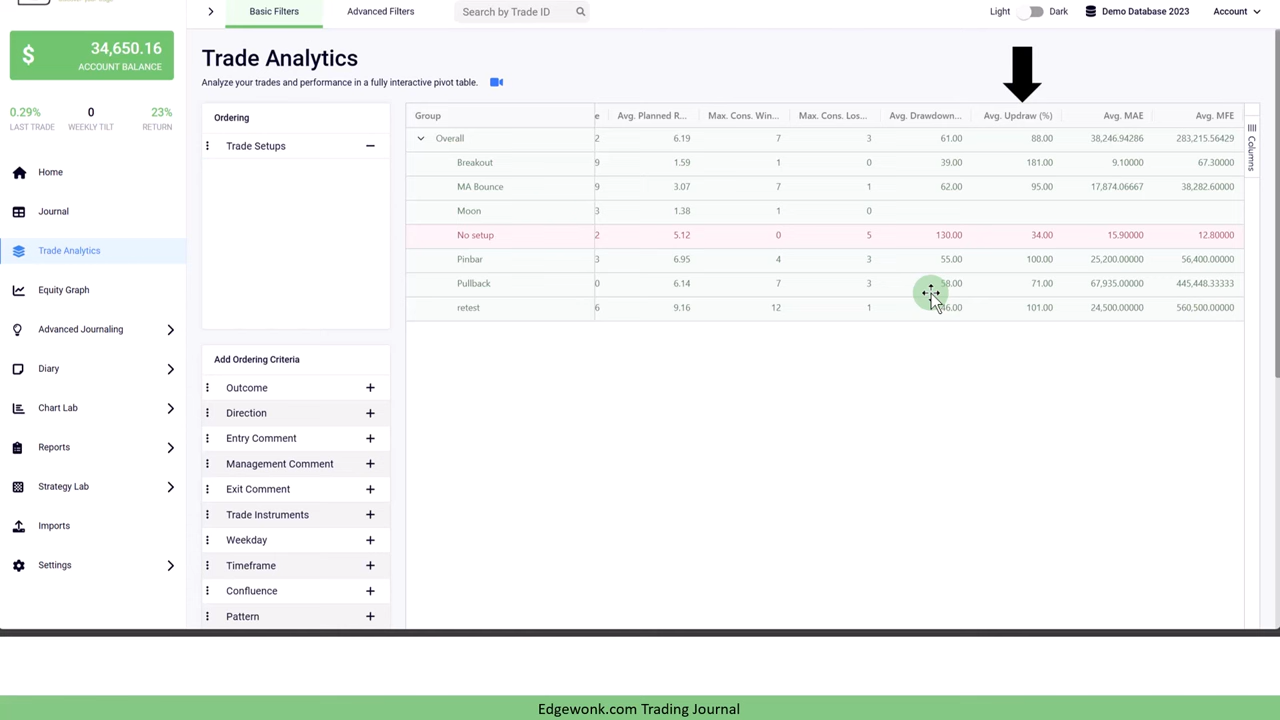 Basic Filters
Advanced Filters
Search by Trade ID
Light
Dark
Demo Database 2023
Account
$
34,650.16
ACCOUNT BALANCE
0.29%
LAST TRADE
0
WEEKLY TILT
23%
RETURN
Home
Journal
Trade Analytics
Equity Graph
Advanced Journaling
Diary
Chart Lab
Reports
Strategy Lab
Imports
Settings
Trade Analytics
Analyze your trades and performance in a fully interactive pivot table.
Ordering
Trade Setups
Add Ordering Criteria
Outcome
Direction
Entry Comment
Management Comment
Exit Comment
Trade Instruments
Weekday
Timeframe
Confluence
Pattern
Group e Avg. Planned R... Max. Cons. Win... Max. Cons. Los... Avg. Drawdown... Avg. Updraw (%) Avg. MAE Avg. MFE
Overall 2 6.19 7 3 61.00 88.00 38,246.94286 283,215.56429
Breakout 9 1.59 1 0 39.00 181.00 9.10000 67.30000
MA Bounce 9 3.07 7 1 62.00 95.00 17,874.06667 38,282.60000
Moon 3 1.38 1 0
No setup 2 5.12 0 5 130.00 34.00 15.90000 12.80000
Pinbar 3 6.95 4 3 55.00 100.00 25,200.00000 56,400.00000
Pullback 0 6.14 7 3 71.00 67,935.00000 445,448.33333
retest 6 9.16 12 1 101.00 24,500.00000 560,500.00000
Columns
Edgewonk.com Trading Journal